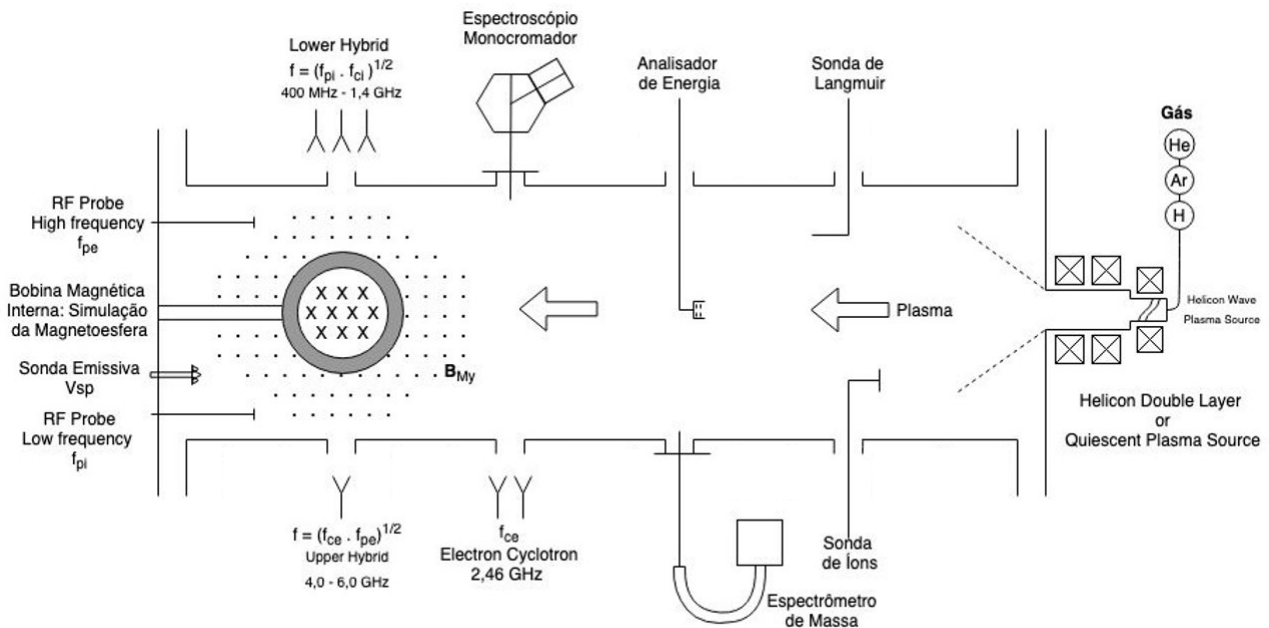 Espectroscópio
Monocromador
Lower Hybrid
f = (fpi . fci )1/2
400 MHz - 1,4 GHz
Analisador
de Energia
Sonda de
Langmuir
Gás
He
Ar
H
RF Probe
High frequency
fpe
Bobina Magnética
Interna: Simulação
da Magnetoesfera
X X X
X X X X
X X X
Plasma
Helicon Wave
Plasma Source
Sonda Emissiva
Vsp
BMy
RF Probe
Low frequency
fpi
Helicon Double Layer
or
Quiescent Plasma Source
f = (fce . fpe)1/2
Upper Hybrid
4,0 - 6,0 GHz
fce
Electron Cyclotron
2,46 GHz
Sonda
de Íons
Espectrômetro
de Massa